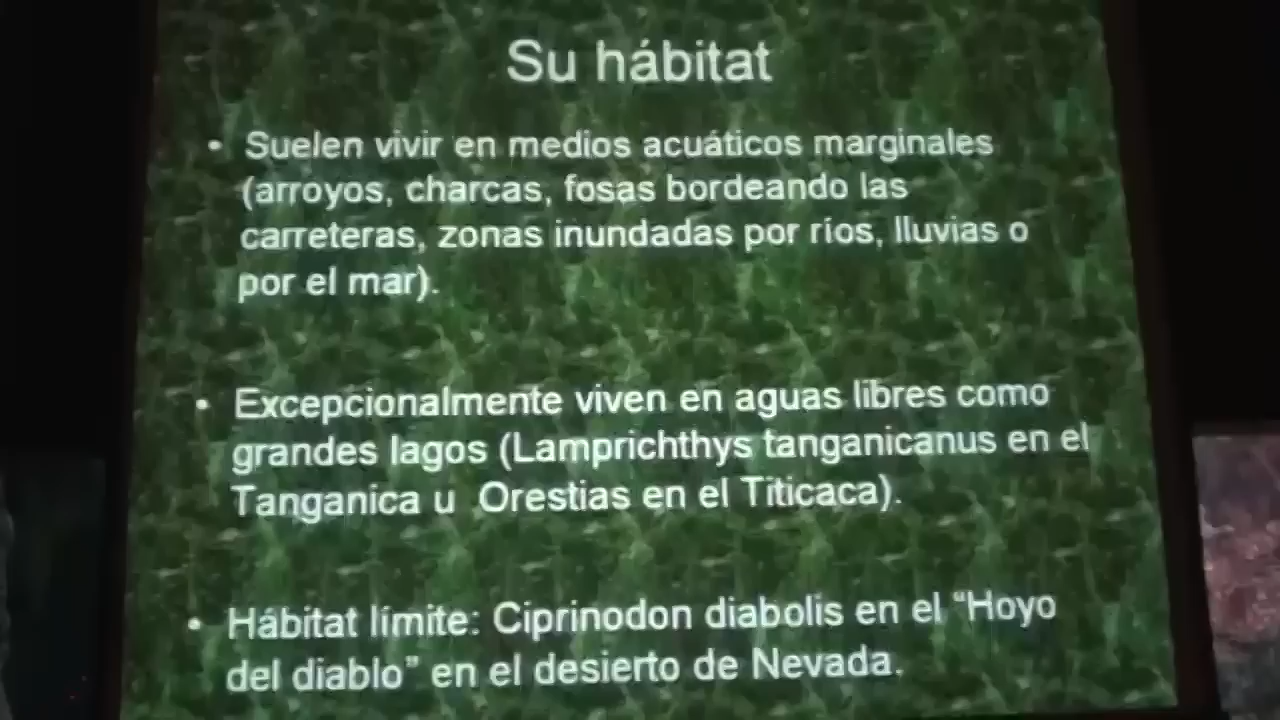 Su hábitat
• Suelen vivir en medios acuáticos marginales
(arroyos, charcas, fosas bordeando las
carreteras, zonas inundadas por ríos, lluvias o
por el mar).
• Excepcionalmente viven en aguas libres como
grandes lagos (Lamprichthys tanganicanus en el
Tanganica u Orestias en el Titicaca).
• Hábitat límite: Ciprinodon diabolis en el “Hoyo
del diablo” en el desierto de Nevada.